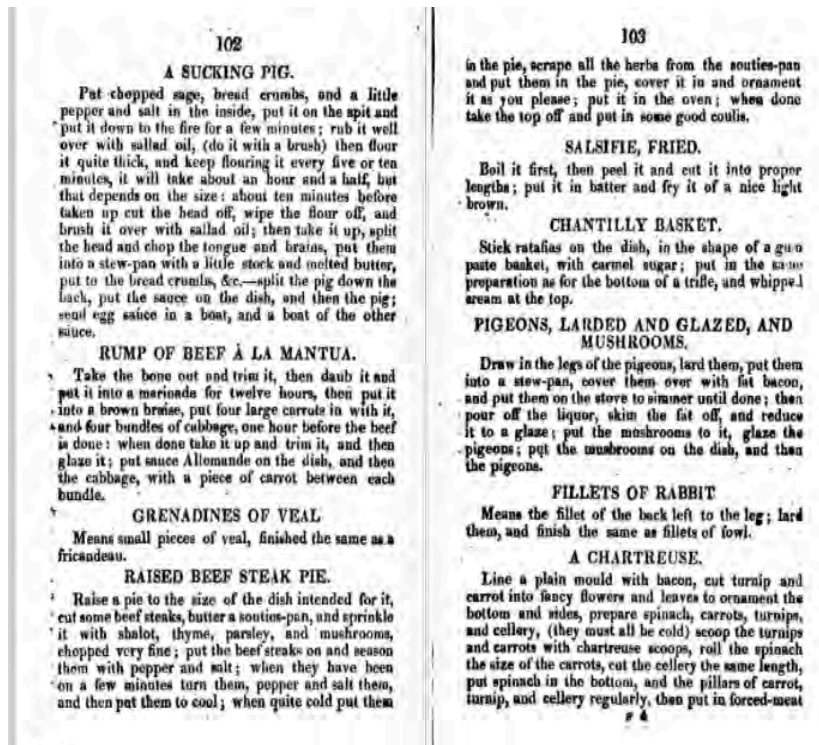 102
A SUCKING PIG.
Put chopped sage, bread crumbs, and a little
pepper and salt in the inside, put it on the spit and
put it down to the fire for a few minutes; rub it well
over with sallad oil, (do it with a brush) then flour
it quite thick, and keep flouring it every five or ten
minutes, it will take about an hour and a half, but
that depends on the size: about ten minutes before
taken up cut the head off, wipe the flour off, and
brush it over with sallad oil; then take it up, split
the head and chop the tongue and brains, put them
into a stew-pan with a little stock and melted butter,
put to the bread crumbs, &c.—split the pig down the
back, put the sauce on the dish, and then the pig;
send egg sauce in a boat, and a boat of the other
sauce.
RUMP OF BEEF À LA MANTUA.
Take the bone out and trim it, then daub it and
put it into a marinade for twelve hours, then put it
into a brown braise, put four large carrots in with it,
and four bundles of cabbage, one hour before the beef
is done: when done take it up and trim it, and then
glaze it; put sauce Allemande on the dish, and then
the cabbage, with a piece of carrot between each
bundle.
GRENADINES OF VEAL
Means small pieces of veal, finished the same as a
fricandeau.
RAISED BEEF STEAK PIE.
Raise a pie to the size of the dish intended for it,
cut some beef steaks, butter a souties-pan, and sprinkle
it with shalot, thyme, parsley, and mushrooms,
chopped very fine; put the beef steaks on and season
them with pepper and salt; when they have been
on a few minutes turn them, pepper and salt them,
and then put them to cool; when quite cold put them
103
in the pie, scrape all the herbs from the souties-pan
and put them in the pie, cover it in and ornament
it as you please; put it in the oven; when done
take the top off and put in some good coulis.
SALSIFIE, FRIED.
Boil it first, then peel it and cut it into proper
lengths; put it in batter and fry it of a nice light
brown.
CHANTILLY BASKET.
Stick ratafias on the dish, in the shape of a gum
paste basket, with carmel sugar; put in the same
preparation as for the bottom of a trifle, and whipped
cream at the top.
PIGEONS, LARDED AND GLAZED, AND
MUSHROOMS.
Draw in the legs of the pigeons, lard them, put them
into a stew-pan, cover them over with fat bacon,
and put them on the stove to simmer until done; then
pour off the liquor, skim the fat off, and reduce
it to a glaze; put the mushrooms to it, glaze the
pigeons; put the mushrooms on the dish, and then
the pigeons.
FILLETS OF RABBIT
Means the fillet of the back left to the leg; lard
them, and finish the same as fillets of fowl.
A CHARTREUSE.
Line a plain mould with bacon, cut turnip and
carrot into fancy flowers and leaves to ornament the
bottom and sides, prepare spinach, carrots, turnips,
and cellery, (they must all be cold) scoop the turnips
and carrots with chartreuse scoops, roll the spinach
the size of the carrots, cut the cellery the same length,
put spinach in the bottom, and the pillars of carrot,
turnip, and cellery regularly, then put in forced-meat
F 4